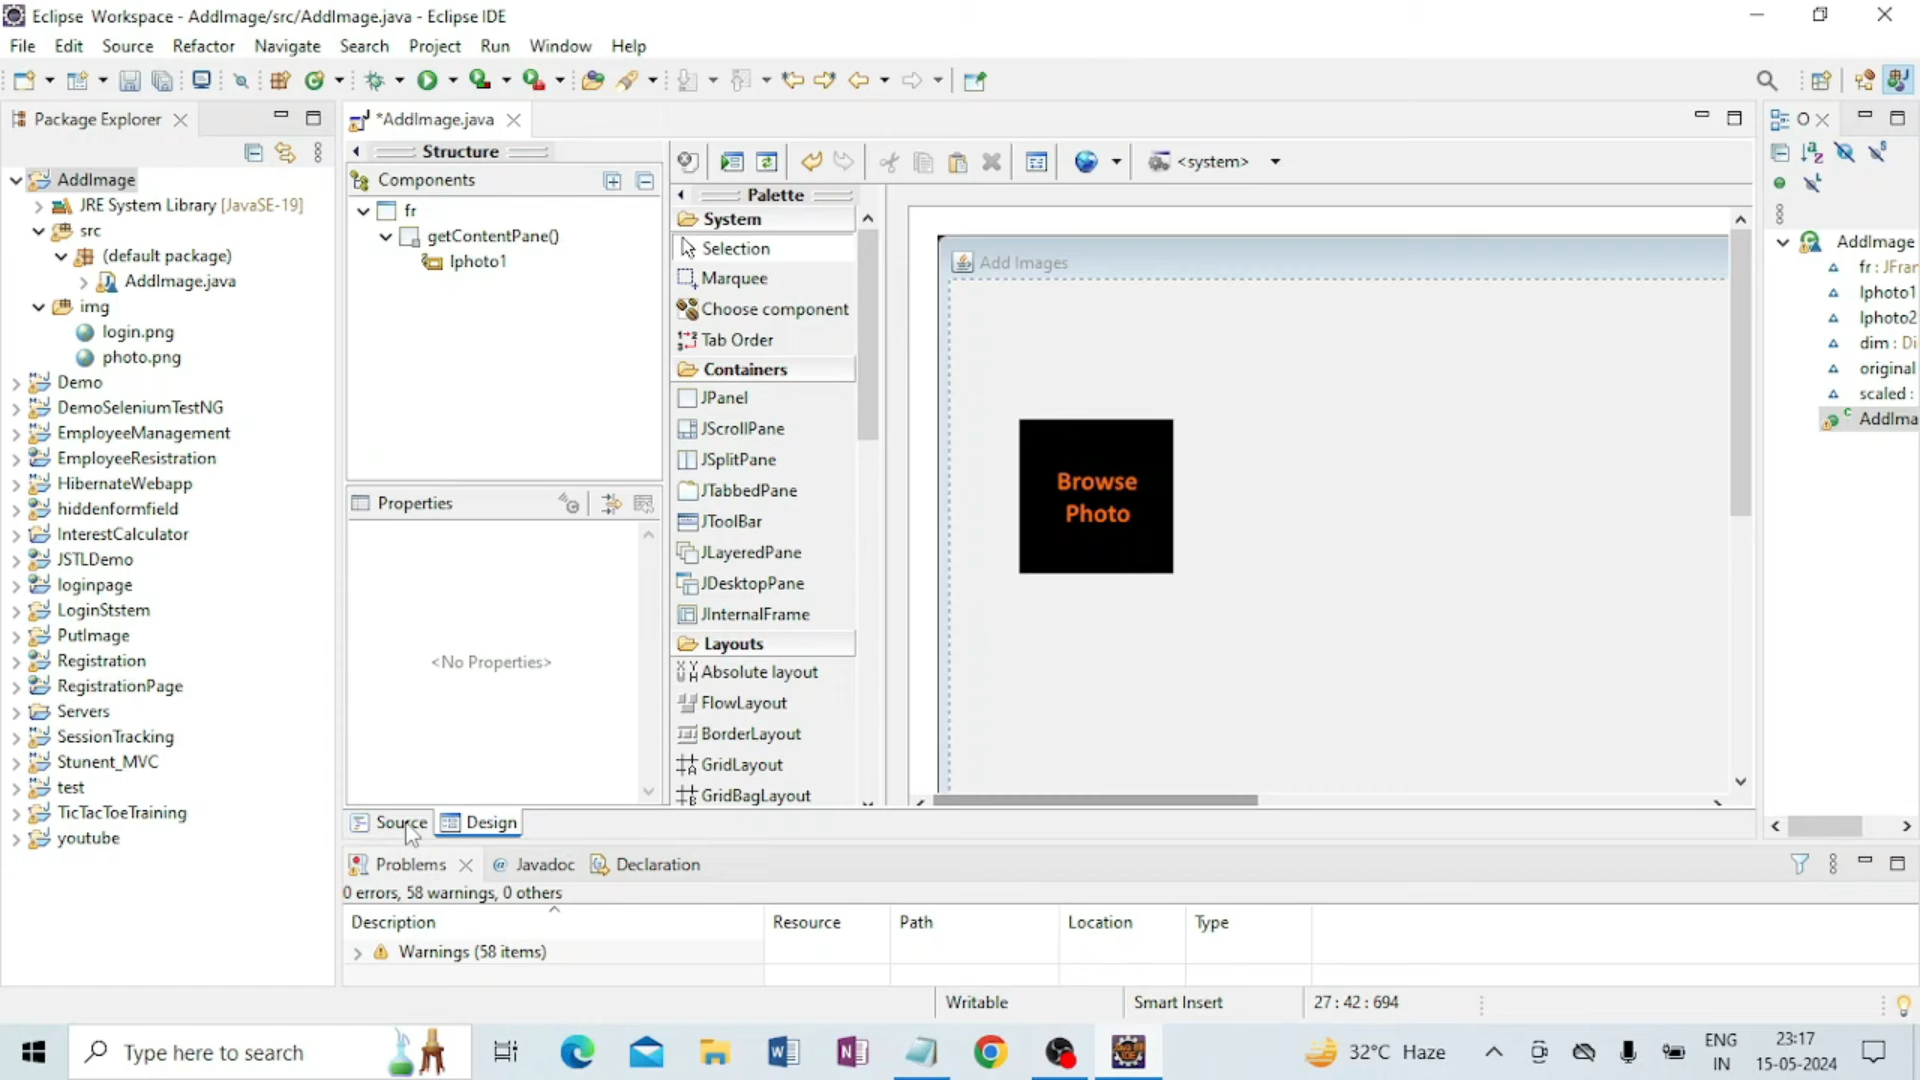 Eclipse Workspace - AddImage/src/AddImage.java - Eclipse IDE
File Edit Source Refactor Navigate Search Project Run Window Help
Package Explorer
AddImage
JRE System Library [JavaSE-19]
src
(default package)
AddImage.java
img
login.png
photo.png
Demo
DemoSeleniumTestNG
EmployeeManagement
EmployeeResistration
HibernateWebapp
hiddenformfield
InterestCalculator
JSTLDemo
loginpage
LoginStstem
PutImage
Registration
RegistrationPage
Servers
SessionTracking
Stunent_MVC
test
TicTacToeTraining
youtube
*AddImage.java
Structure
Components
fr
getContentPane()
lphoto1
Properties
<No Properties>
<system>
Palette
System
Selection
Marquee
Choose component
Tab Order
Containers
JPanel
JScrollPane
JSplitPane
JTabbedPane
JToolBar
JLayeredPane
JDesktopPane
JInternalFrame
Layouts
Absolute layout
FlowLayout
BorderLayout
GridLayout
GridBagLayout
Add Images
Browse
Photo
O
AddImage
fr : JFrar
lphoto1
lphoto2
dim : Di
original
scaled :
AddIma
Source Design
Problems Javadoc Declaration
0 errors, 58 warnings, 0 others
Description Resource Path Location Type
Warnings (58 items)
Writable Smart Insert 27 : 42 : 694
Type here to search
32°C Haze
ENG
IN
23:17
15-05-2024